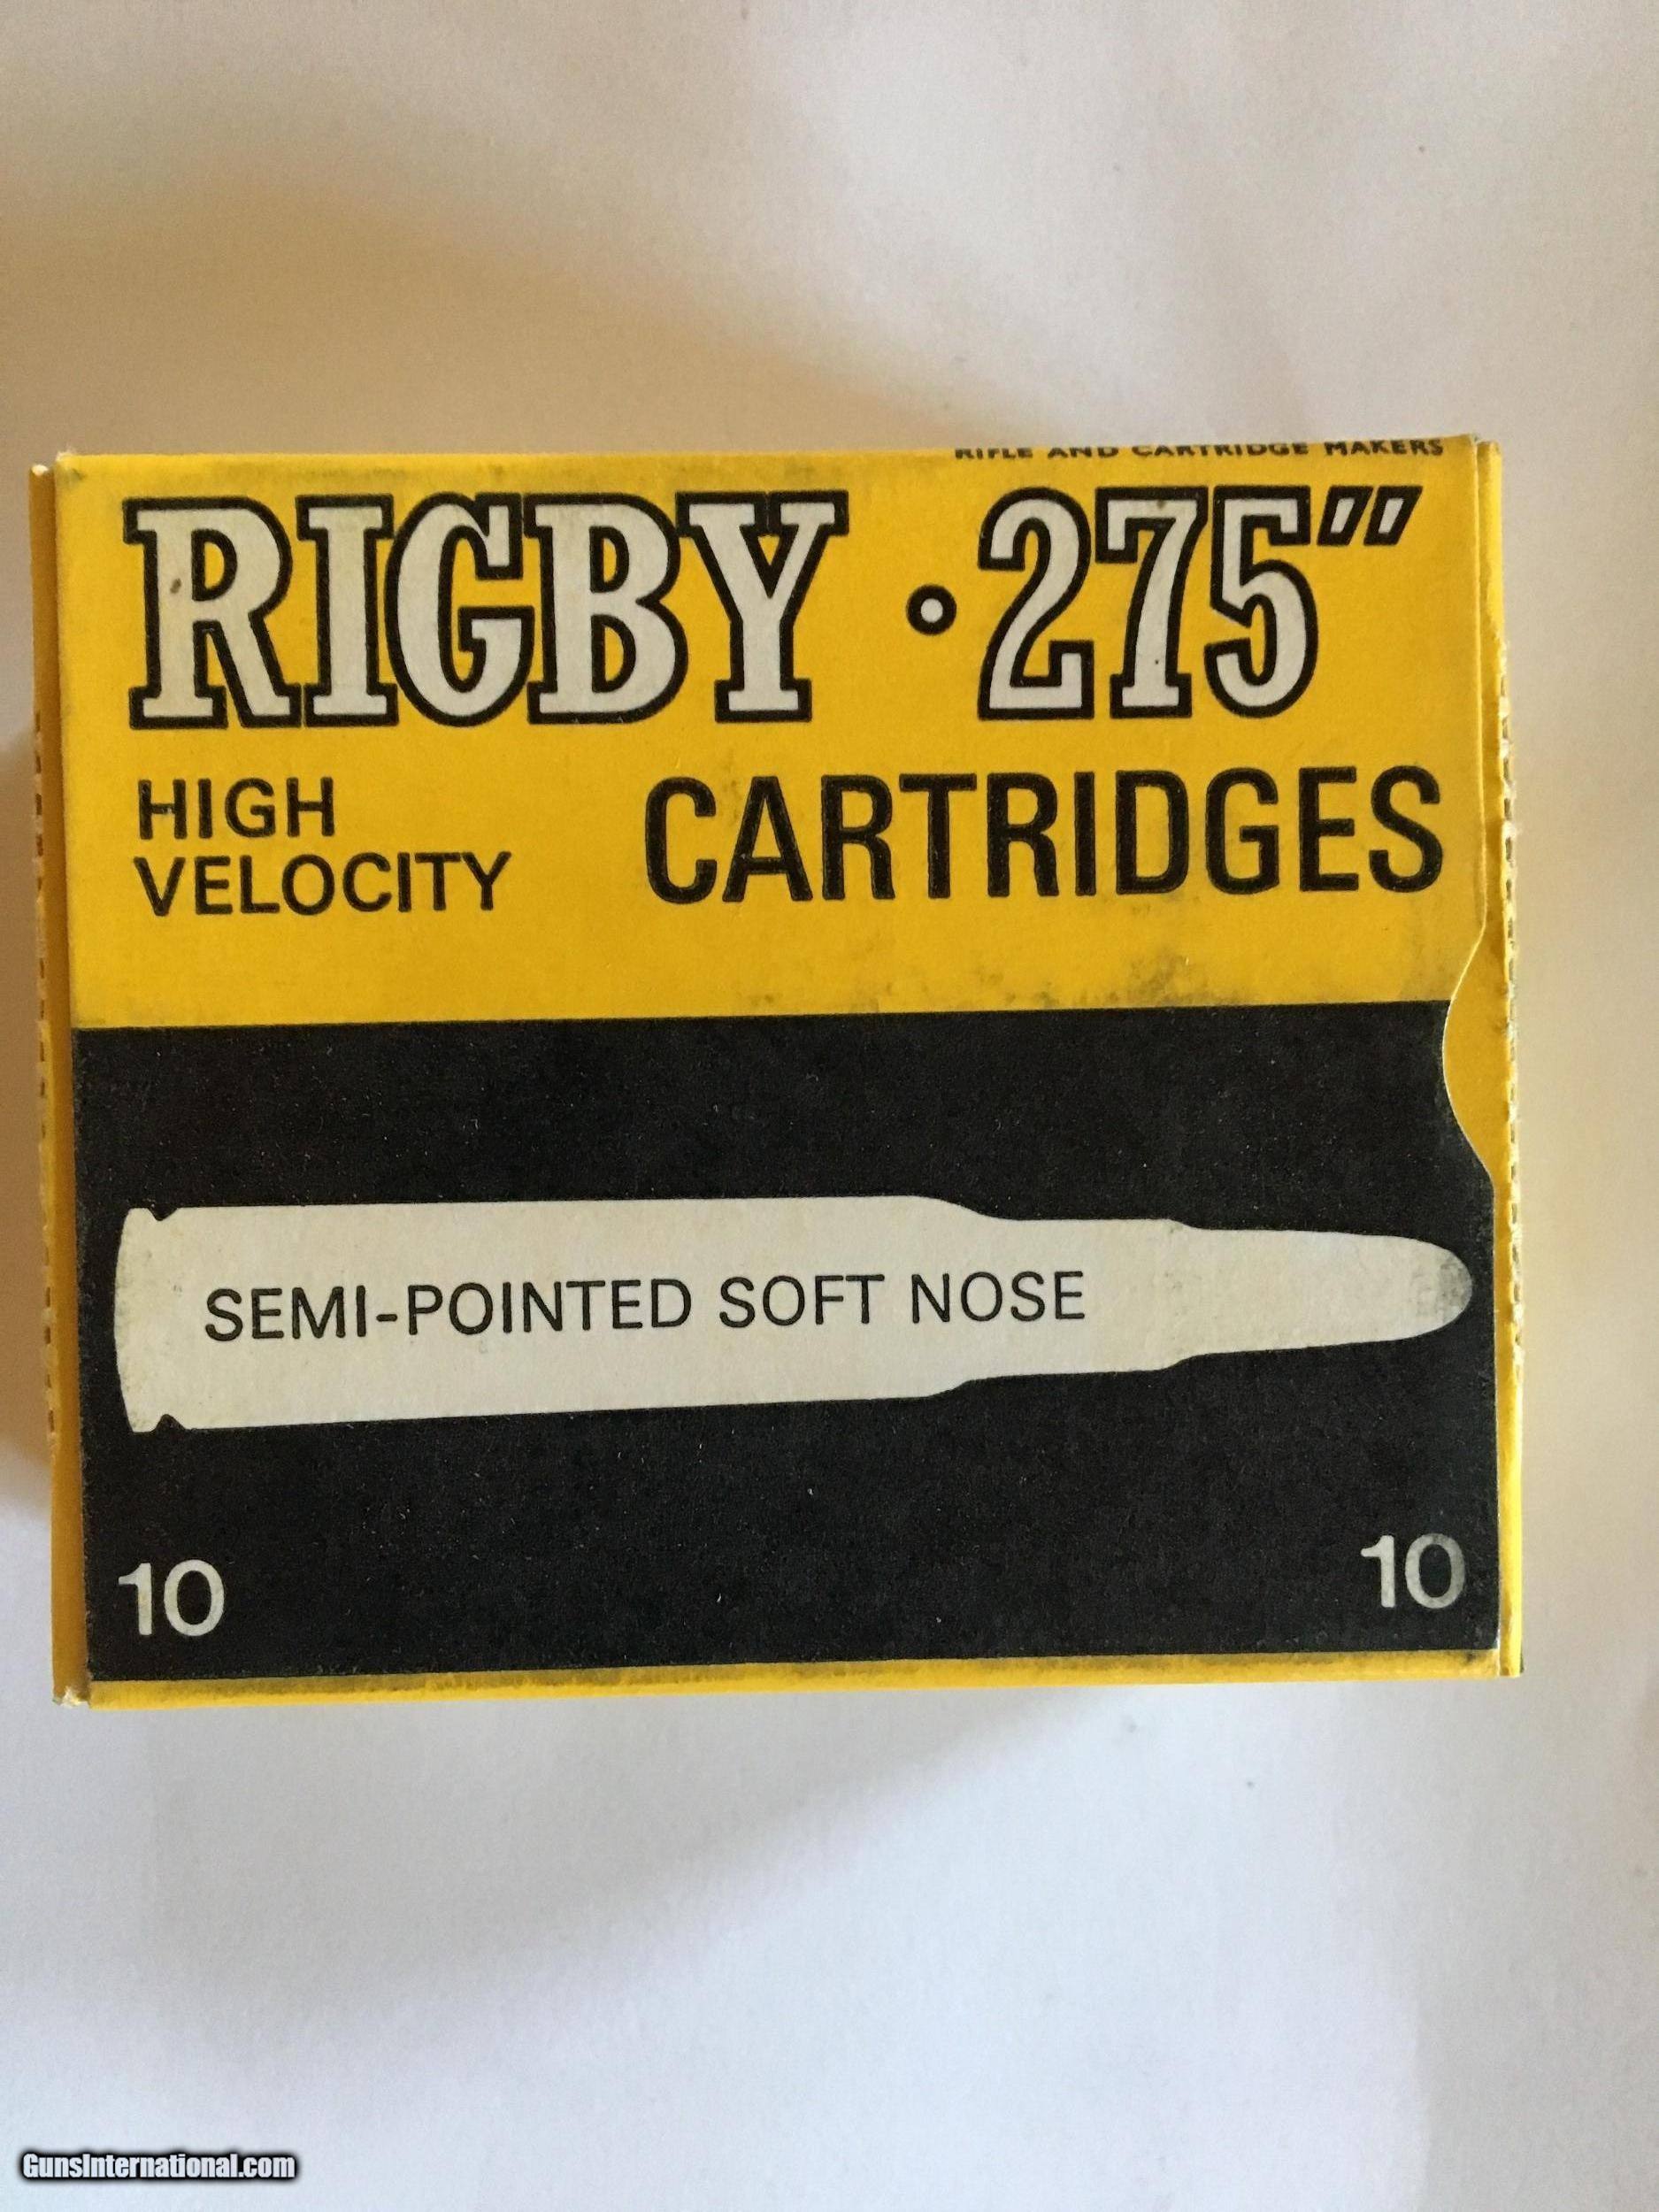 RIFLE AND CARTRIDGE MAKERS
RIGBY .275"
HIGH VELOCITY
CARTRIDGES
SEMI-POINTED SOFT NOSE
10 10
GunsInternational.com